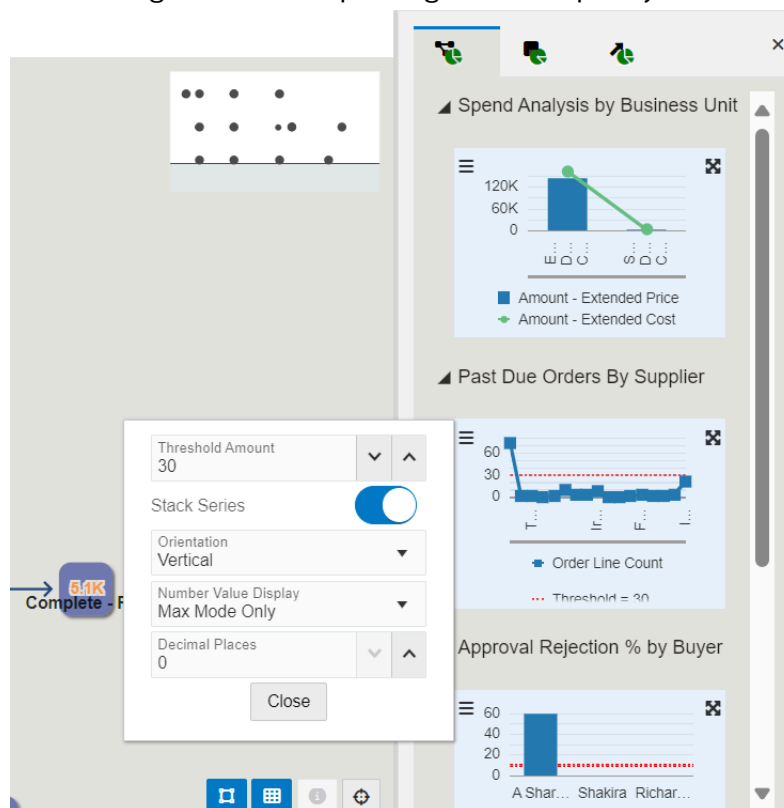 Spend Analysis by Business Unit
120K
60K
0
E...
D...
C...
S...
D...
C...
Amount - Extended Price
Amount - Extended Cost
Past Due Orders By Supplier
60
30
0
T...
Ir...
F...
I...
Order Line Count
Threshold = 30
Threshold Amount
30
Stack Series
Orientation
Vertical
Number Value Display
Max Mode Only
Decimal Places
0
Close
5.1K
Complete - F
Approval Rejection % by Buyer
60
40
20
0
A Shar... Shakira Richar...